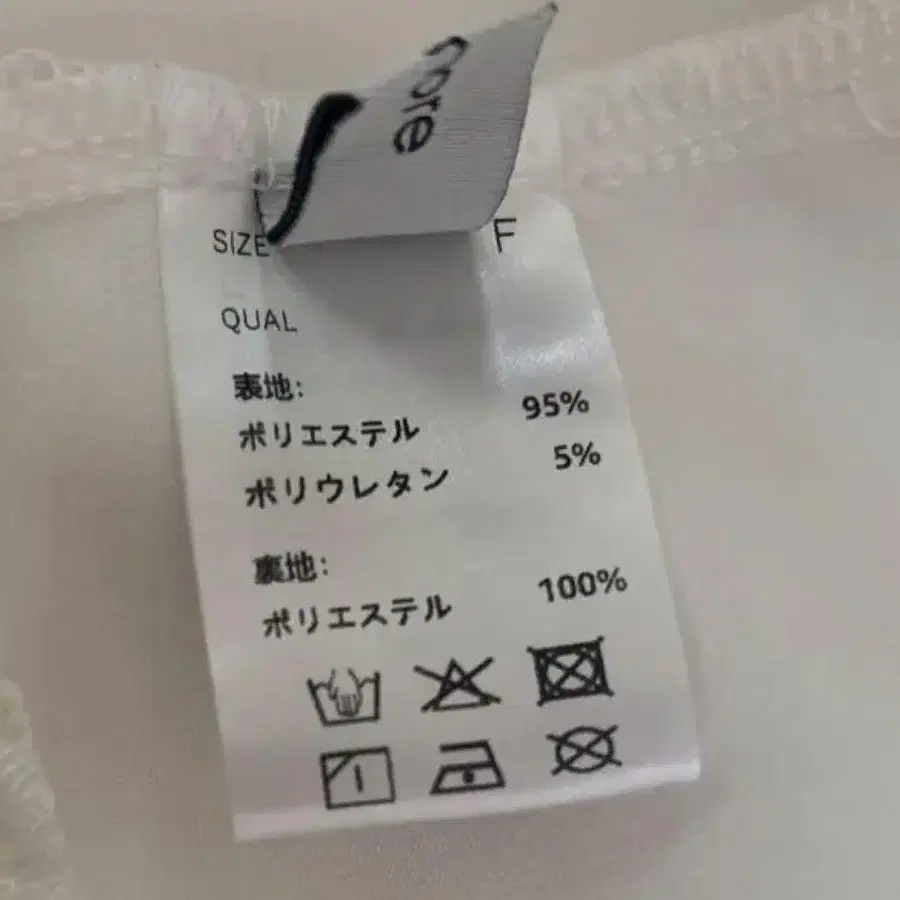 ore
SIZE F
QUAL
表地:
ポリエステル 95%
ポリウレタン 5%
裏地:
ポリエステル 100%